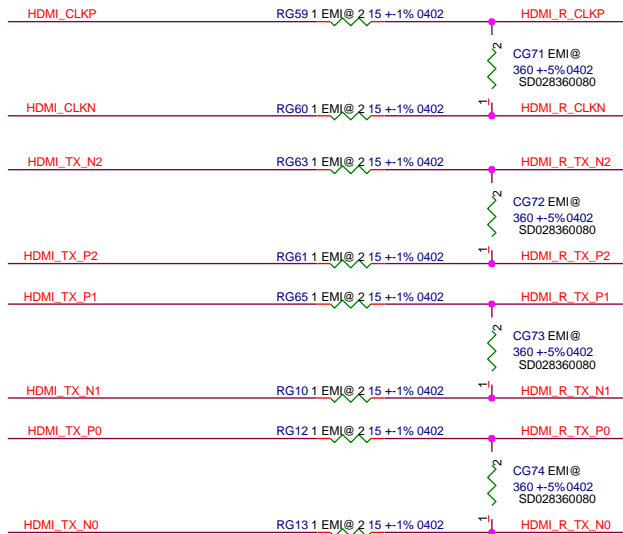 HDMI_CLKP RG59 1 EMI@ 2 15 +-1% 0402 HDMI_R_CLKP
2
CG71 EMI@
360 +-5% 0402
SD028360080
1
HDMI_CLKN RG60 1 EMI@ 2 15 +-1% 0402 HDMI_R_CLKN
HDMI_TX_N2 RG63 1 EMI@ 2 15 +-1% 0402 HDMI_R_TX_N2
2
CG72 EMI@
360 +-5% 0402
SD028360080
1
HDMI_TX_P2 RG61 1 EMI@ 2 15 +-1% 0402 HDMI_R_TX_P2
HDMI_TX_P1 RG65 1 EMI@ 2 15 +-1% 0402 HDMI_R_TX_P1
2
CG73 EMI@
360 +-5% 0402
SD028360080
1
HDMI_TX_N1 RG10 1 EMI@ 2 15 +-1% 0402 HDMI_R_TX_N1
HDMI_TX_P0 RG12 1 EMI@ 2 15 +-1% 0402 HDMI_R_TX_P0
2
CG74 EMI@
360 +-5% 0402
SD028360080
1
HDMI_TX_N0 RG13 1 EMI@ 2 15 +-1% 0402 HDMI_R_TX_N0